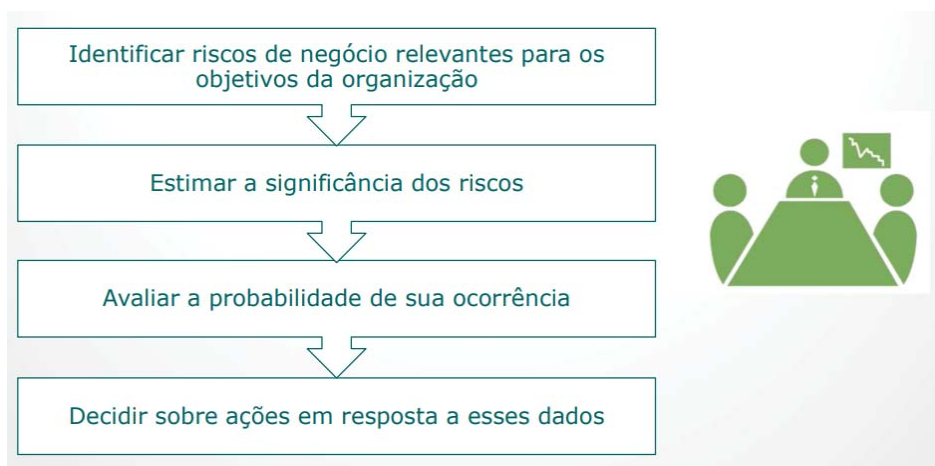 Identificar riscos de negócio relevantes para os
objetivos da organização
Estimar a significância dos riscos
Avaliar a probabilidade de sua ocorrência
Decidir sobre ações em resposta a esses dados